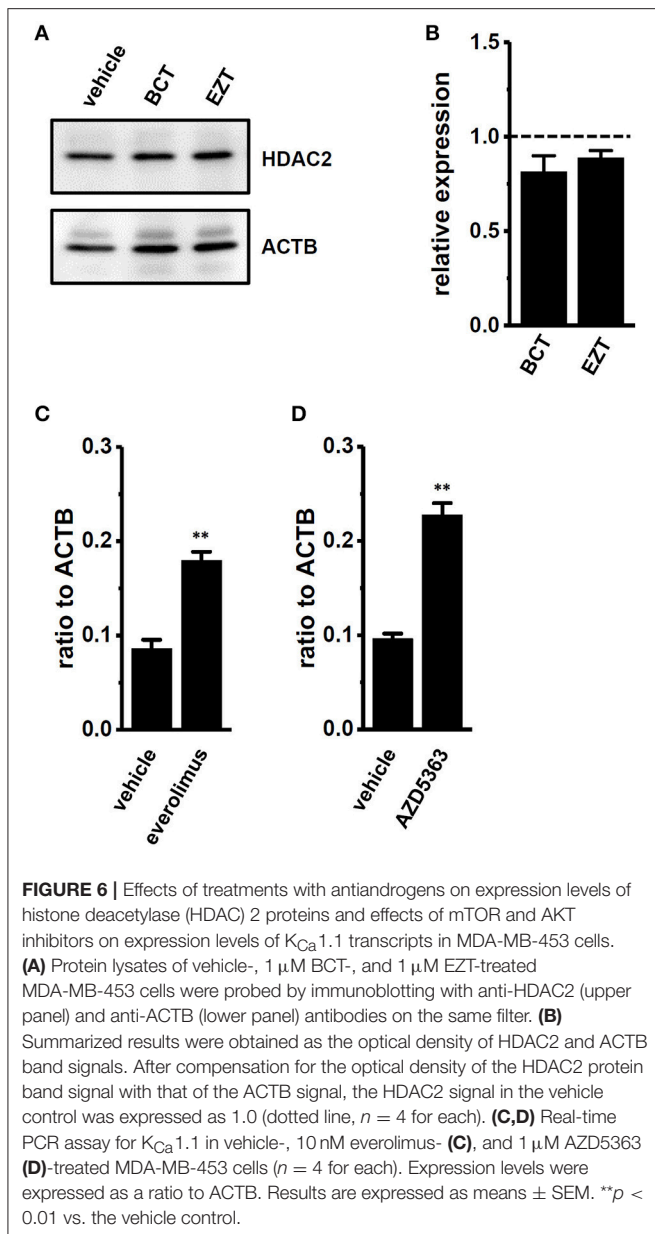 A
vehicle
BCT
EZT
HDAC2
ACTB
B
relative expression
1.5
1.0
0.5
0.0
BCT
EZT
C
ratio to ACTB
0.3
0.2
0.1
0.0
**
vehicle
everolimus
D
ratio to ACTB
0.3
0.2
0.1
0.0
**
vehicle
AZD5363
FIGURE 6 | Effects of treatments with antiandrogens on expression levels of
histone deacetylase (HDAC) 2 proteins and effects of mTOR and AKT
inhibitors on expression levels of KCa1.1 transcripts in MDA-MB-453 cells.
(A) Protein lysates of vehicle-, 1 μM BCT-, and 1 μM EZT-treated
MDA-MB-453 cells were probed by immunoblotting with anti-HDAC2 (upper
panel) and anti-ACTB (lower panel) antibodies on the same filter. (B)
Summarized results were obtained as the optical density of HDAC2 and ACTB
band signals. After compensation for the optical density of the HDAC2 protein
band signal with that of the ACTB signal, the HDAC2 signal in the vehicle
control was expressed as 1.0 (dotted line, n = 4 for each). (C,D) Real-time
PCR assay for KCa1.1 in vehicle-, 10 nM everolimus- (C), and 1 μM AZD5363
(D)-treated MDA-MB-453 cells (n = 4 for each). Expression levels were
expressed as a ratio to ACTB. Results are expressed as means ± SEM. **p <
0.01 vs. the vehicle control.